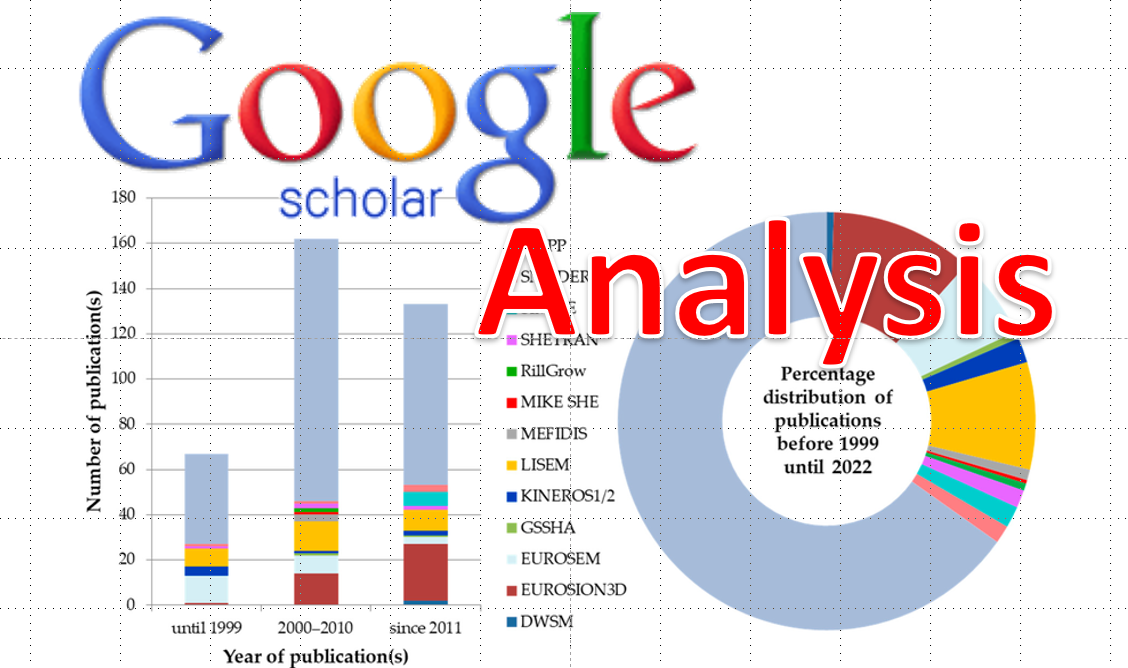 Google
scholar
Analysis
180
160
140
120
100
80
60
40
20
0
Number of publication(s)
until 1999
2000–2010
since 2011
Year of publication(s)
SHETRAN
RillGrow
MIKE SHE
MEFIDIS
LISEM
KINEROS1/2
GSSHA
EUROSEM
EUROSION3D
DWSM
Percentage
distribution of
publications
before 1999
until 2022